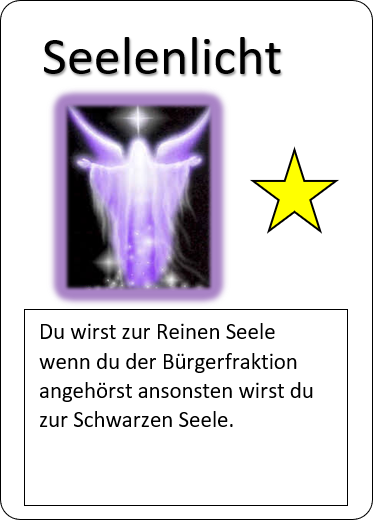 Seelenlicht
Du wirst zur Reinen Seele
wenn du der Bürgerfraktion
angehörst ansonsten wirst du
zur Schwarzen Seele.